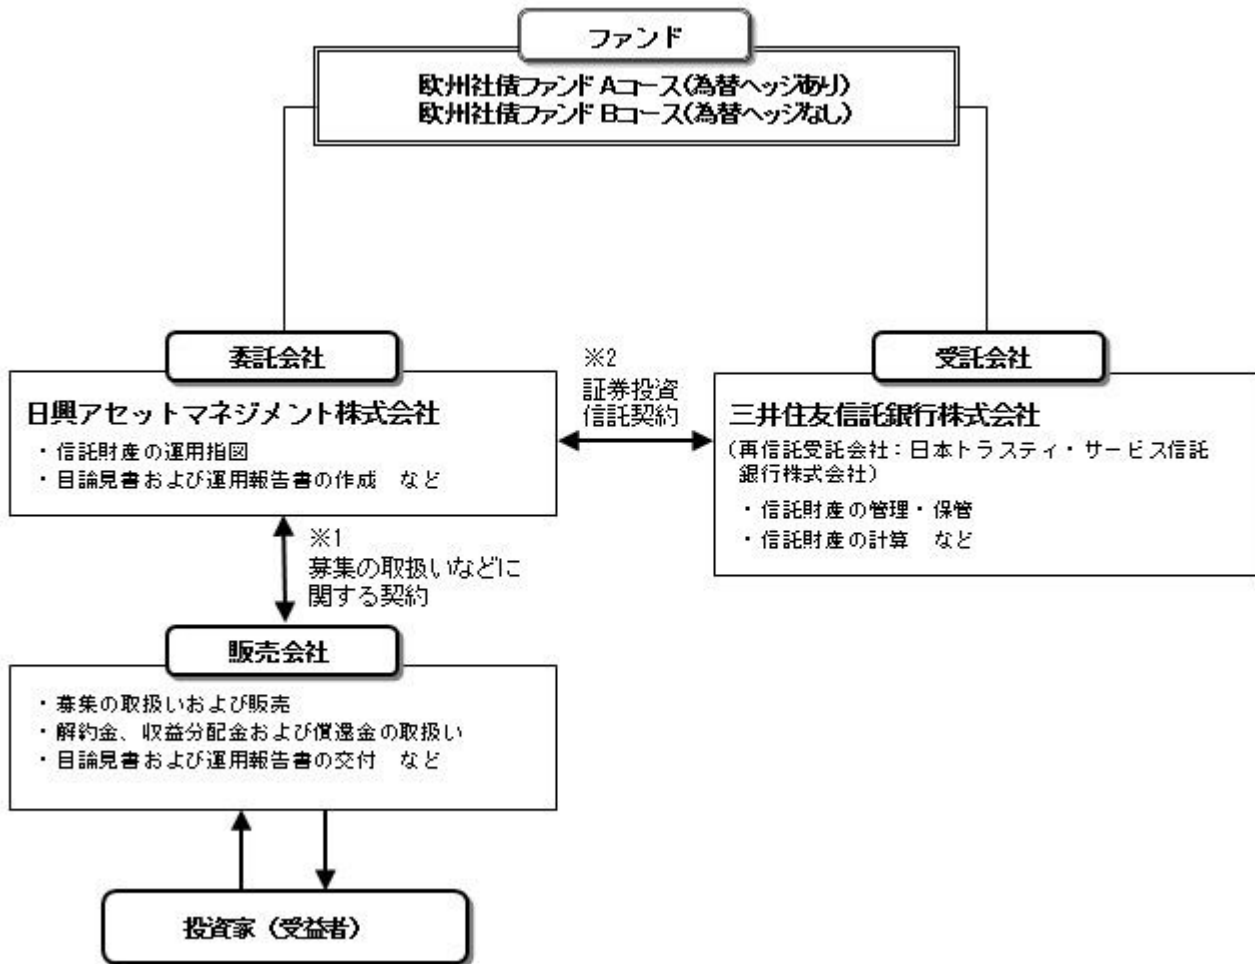 ファンド
欧州社債ファンド Aコース(為替ヘッジあり)
欧州社債ファンド Bコース(為替ヘッジなし)
委託会社
日興アセットマネジメント株式会社
・信託財産の運用指図
・目論見書および運用報告書の作成　など
※2
証券投資
信託契約
受託会社
三井住友信託銀行株式会社
(再信託受託会社：日本トラスティ・サービス信託
銀行株式会社)
・信託財産の管理・保管
・信託財産の計算　など
※1
募集の取扱いなどに
関する契約
販売会社
・募集の取扱いおよび販売
・解約金、収益分配金および償還金の取扱い
・目論見書および運用報告書の交付　など
投資家（受益者）